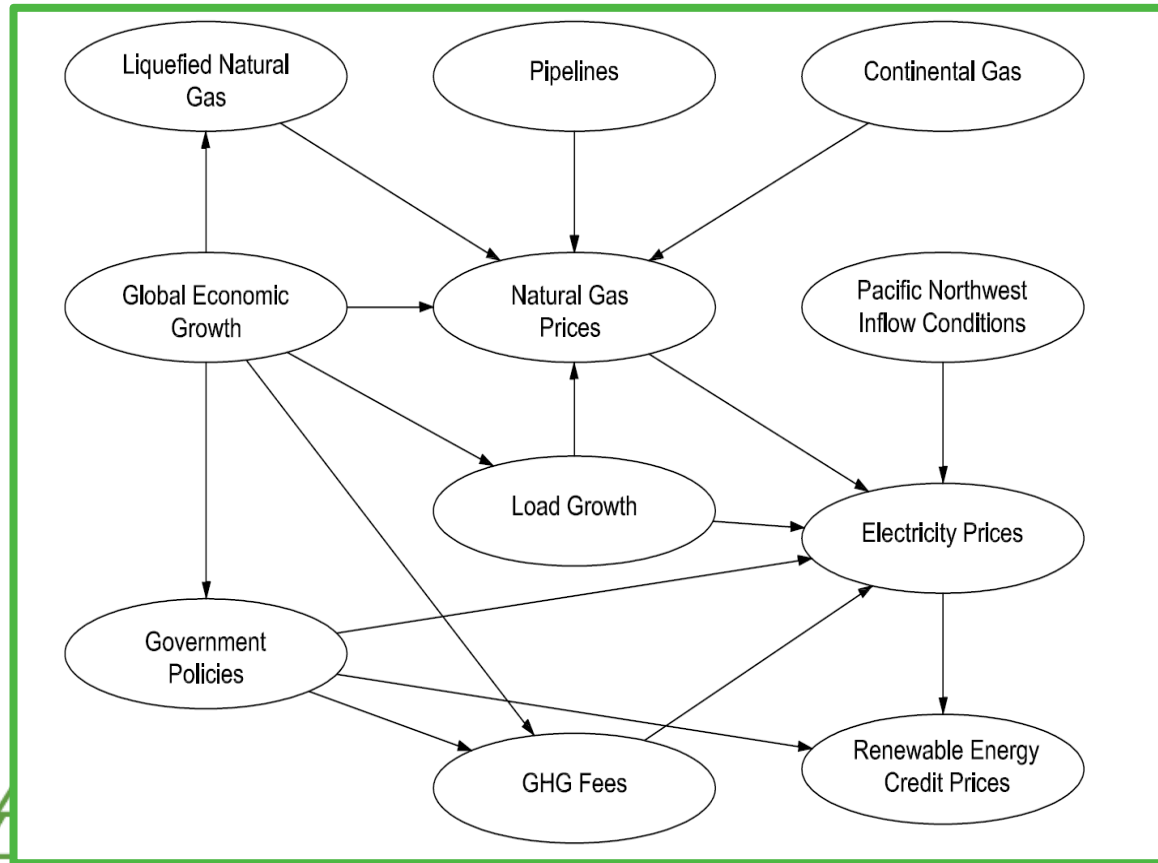 Liquefied Natural
Gas
Pipelines
Continental Gas
Global Economic
Growth
Natural Gas
Prices
Pacific Northwest
Inflow Conditions
Load Growth
Electricity Prices
Government
Policies
GHG Fees
Renewable Energy
Credit Prices